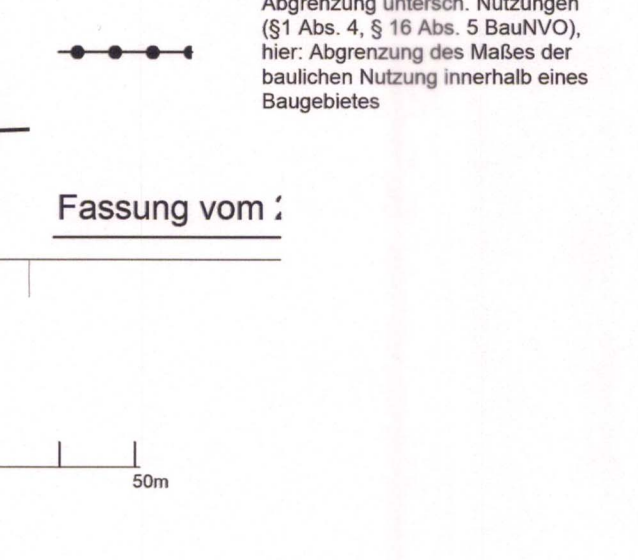 Abgrenzung untersch. Nutzungen
(§1 Abs. 4, § 16 Abs. 5 BauNVO),
hier: Abgrenzung des Maßes der
baulichen Nutzung innerhalb eines
Baugebietes
Fassung vom
50m